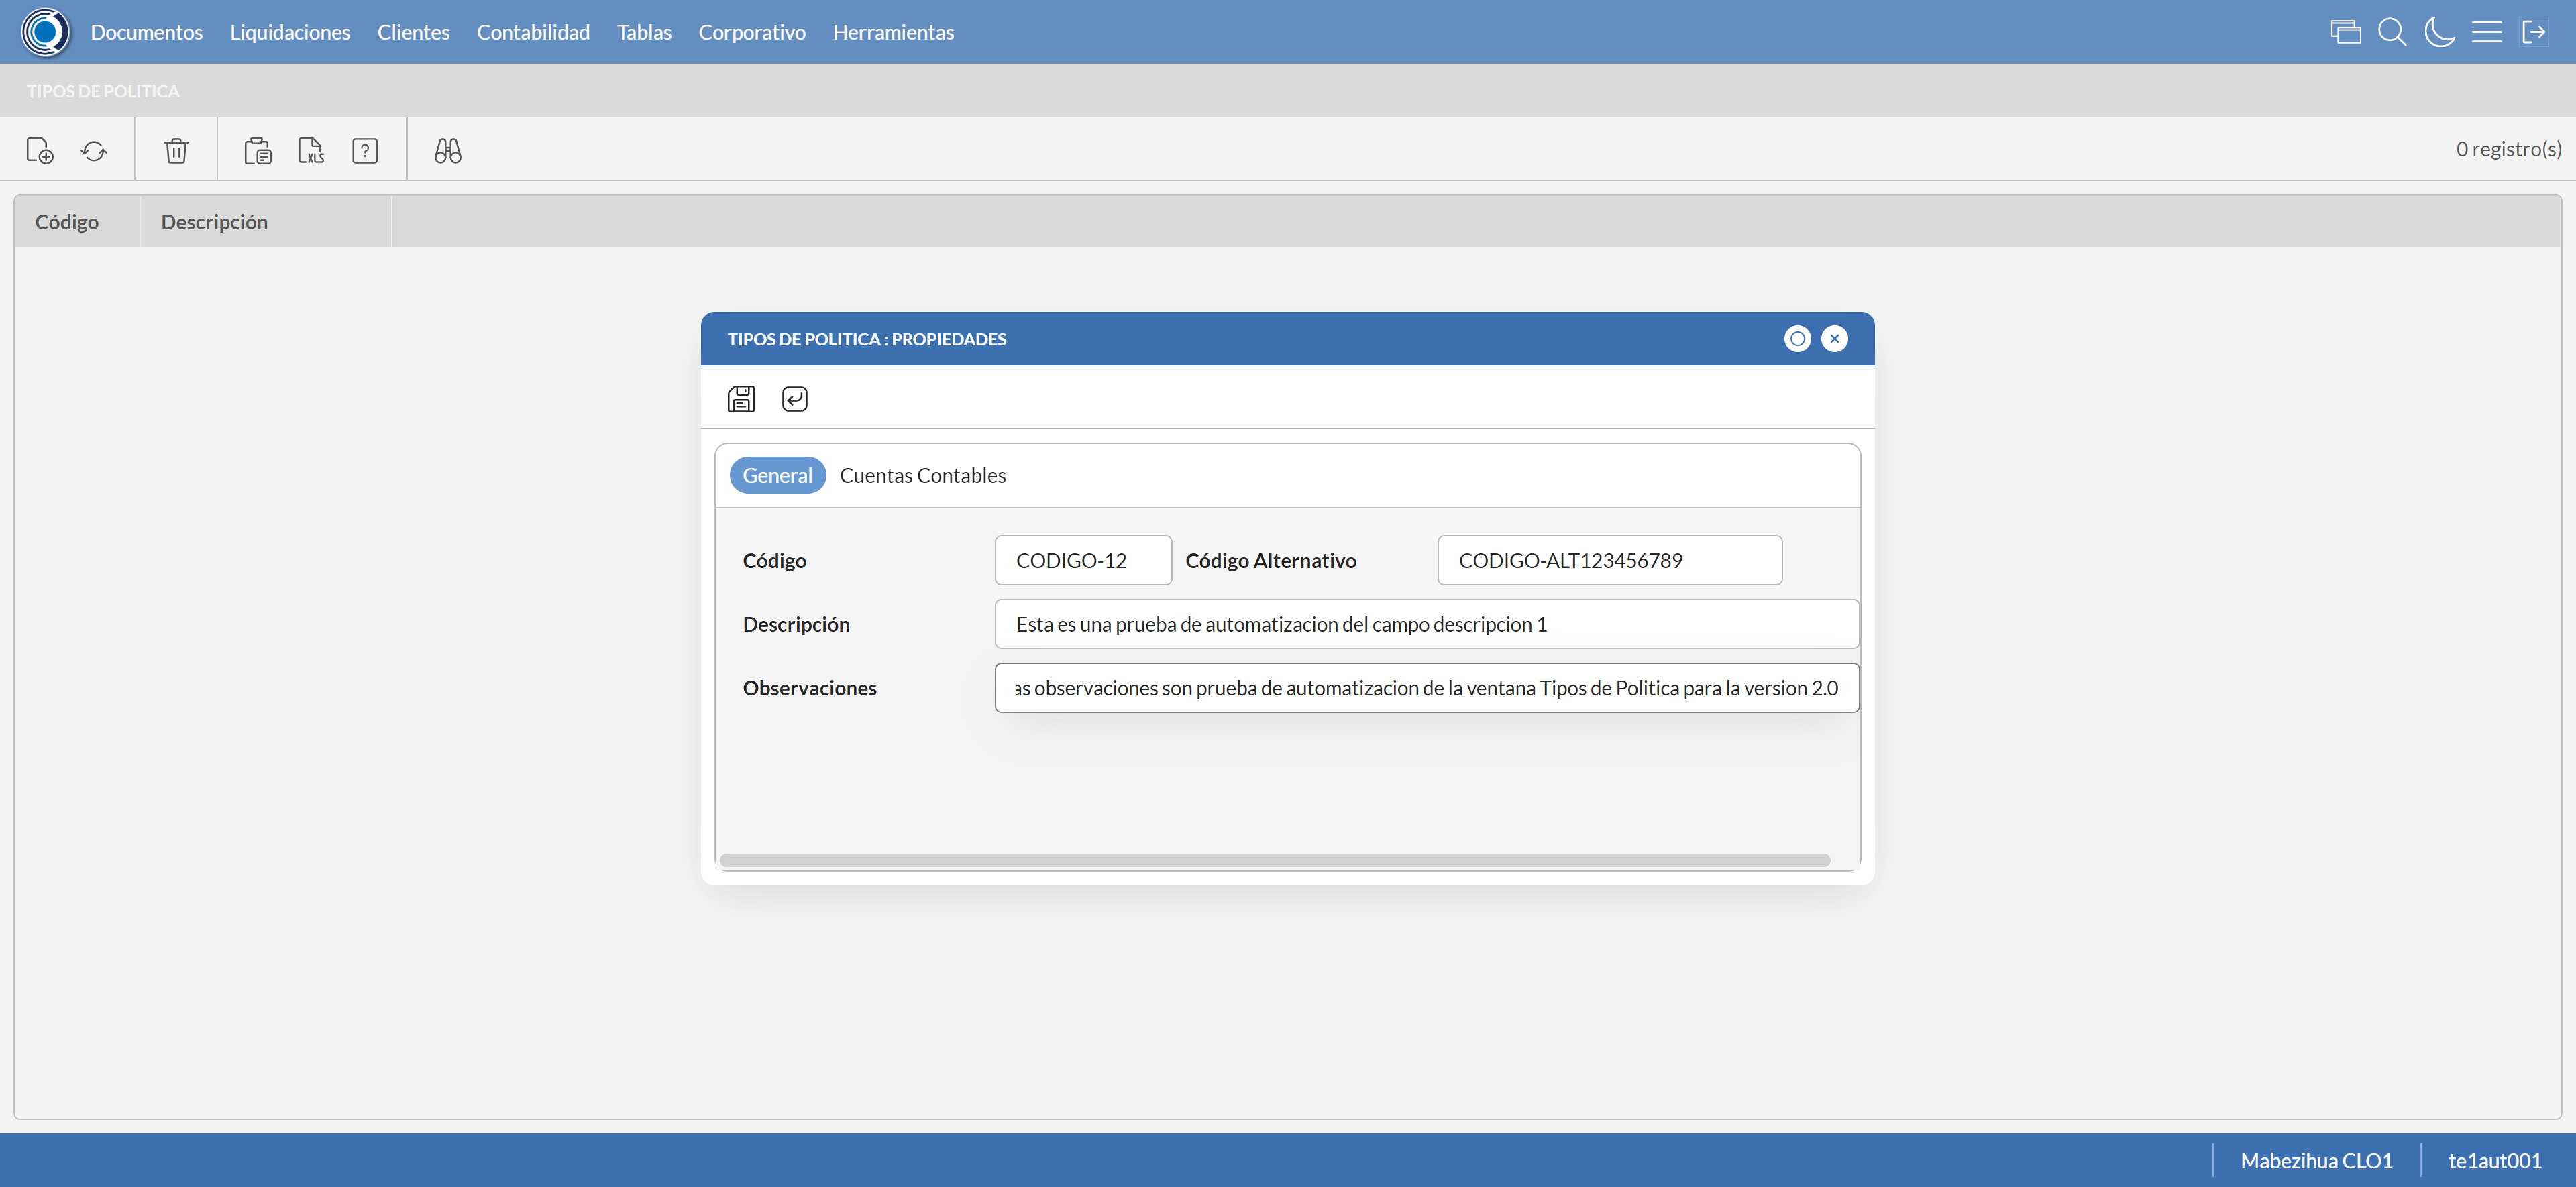 Documentos Liquidaciones Clientes Contabilidad Tablas Corporativo Herramientas
TIPOS DE POLITICA
XLS ? 0 registro(s)
Código Descripción
TIPOS DE POLITICA : PROPIEDADES
General Cuentas Contables
Código CODIGO-12 Código Alternativo CODIGO-ALT123456789
Descripción Esta es una prueba de automatizacion del campo descripcion 1
Observaciones as observaciones son prueba de automatizacion de la ventana Tipos de Politica para la version 2.0
Mabezihua CLO1 te1aut001